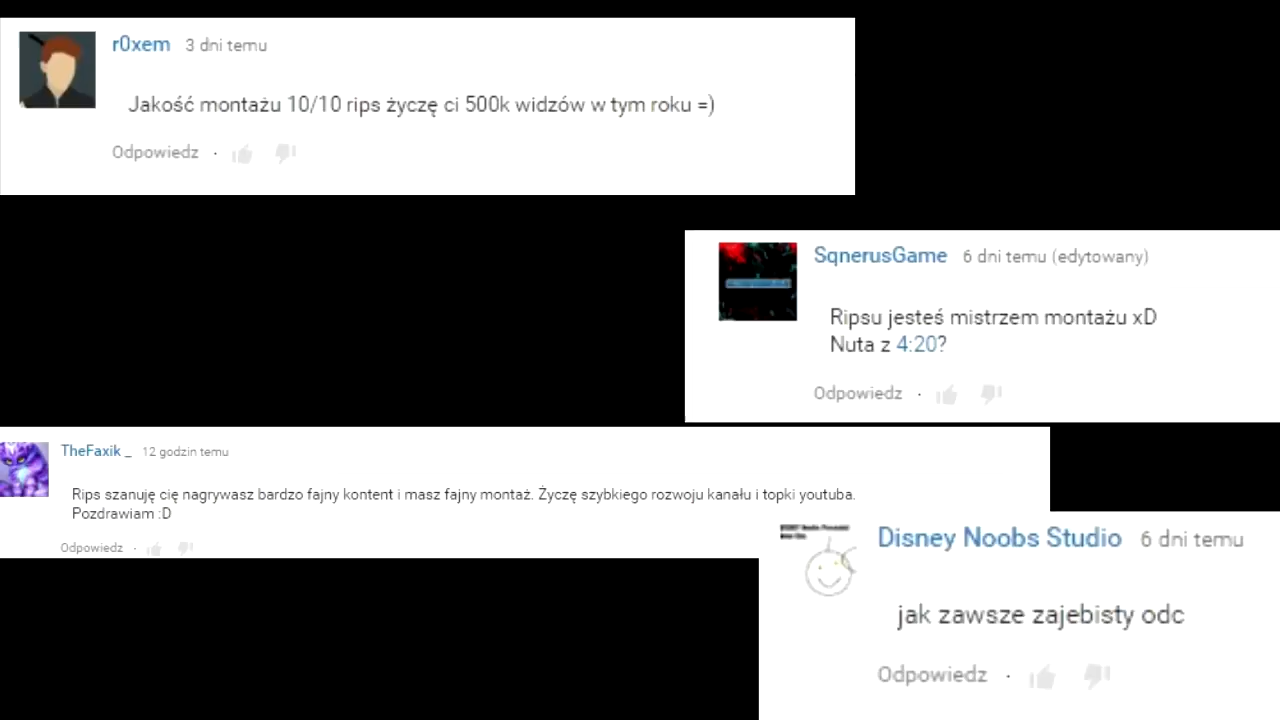 r0xem 3 dni temu
Jakość montażu 10/10 rips życzę ci 500k widzów w tym roku =)
Odpowiedz ·
SqnerusGame 6 dni temu (edytowany)
Ripsu jesteś mistrzem montażu xD
Nuta z 4:20?
Odpowiedz ·
TheFaxik _ 12 godzin temu
Rips szanuję cię nagrywasz bardzo fajny kontent i masz fajny montaż. Życzę szybkiego rozwoju kanału i topki youtuba.
Pozdrawiam :D
Odpowiedz ·
Disney Noobs Studio 6 dni temu
jak zawsze zajebisty odc
Odpowiedz ·